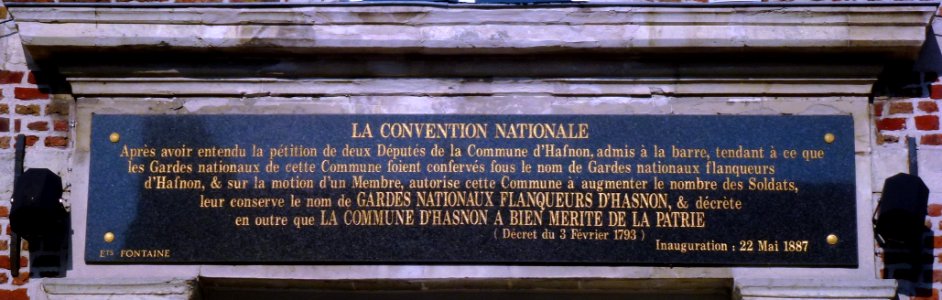 LA CONVENTION NATIONALE
Après avoir entendu la pétition de deux Députés de la Commune d'Hafnon, admis à la barre, tendant à ce que
les Gardes nationaux de cette Commune foient confervés fous le nom de Gardes nationaux flanqueurs
d'Hafnon, & sur la motion d'un Membre, autorise cette Commune à augmenter le nombre des Soldats,
leur conserve le nom de GARDES NATIONAUX FLANQUEURS D'HASNON, & décrète
en outre que LA COMMUNE D'HASNON A BIEN MERITE DE LA PATRIE
( Décret du 3 Février 1793 )
Inauguration : 22 Mai 1887
ETS FONTAINE